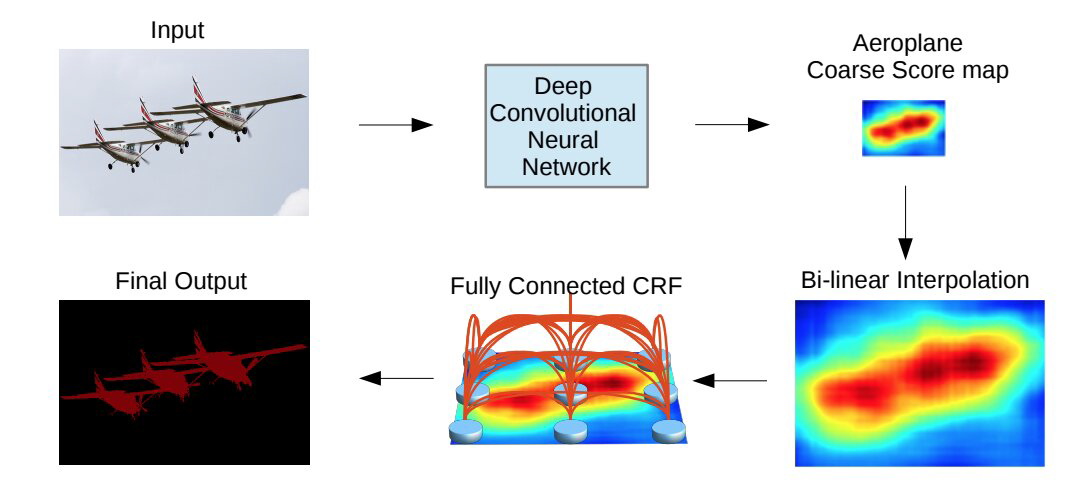 Input
Deep
Convolutional
Neural
Network
Aeroplane
Coarse Score map
Final Output
Fully Connected CRF
Bi-linear Interpolation